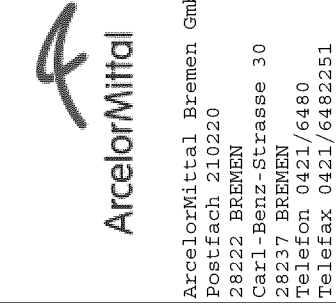 ArcelorMittal
ArcelorMittal Bremen Gmb
Postfach 210220
28222 BREMEN
Carl-Benz-Strasse 30
28237 BREMEN
Telefon 0421/6480
Telefax 0421/6482251